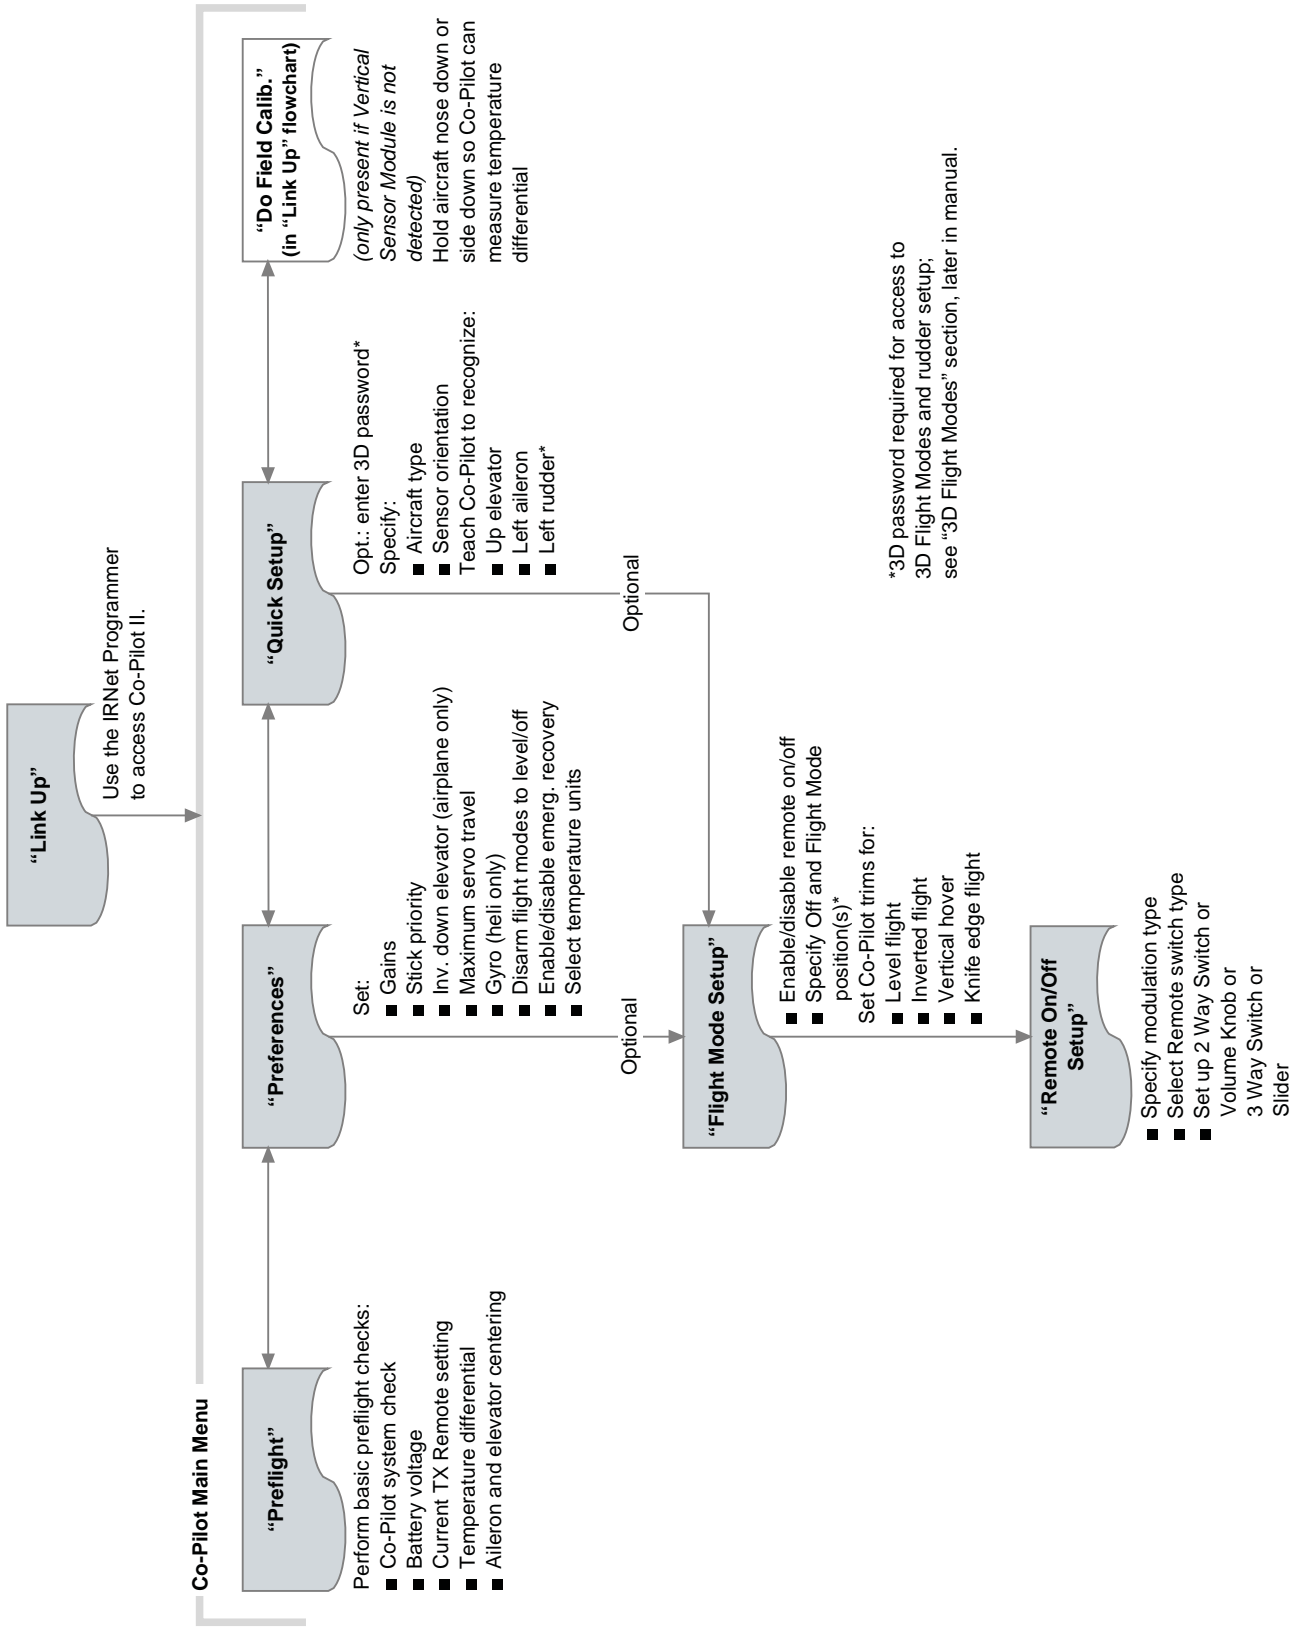 “Link Up”
Use the IRNet Programmer
to access Co-Pilot II.
Co-Pilot Main Menu
“Preflight”
Perform basic preflight checks:
■ Co-Pilot system check
■ Battery voltage
■ Current TX Remote setting
■ Temperature differential
■ Aileron and elevator centering
“Preferences”
Set:
■ Gains
■ Stick priority
■ Inv. down elevator (airplane only)
■ Maximum servo travel
■ Gyro (heli only)
■ Disarm flight modes to level/off
■ Enable/disable emerg. recovery
■ Select temperature units
Optional
“Quick Setup”
Opt.: enter 3D password*
Specify:
■ Aircraft type
■ Sensor orientation
Teach Co-Pilot to recognize:
■ Up elevator
■ Left aileron
■ Left rudder*
Optional
“Do Field Calib.”
(in “Link Up” flowchart)
(only present if Vertical
Sensor Module is not
detected)
Hold aircraft nose down or
side down so Co-Pilot can
measure temperature
differential
“Flight Mode Setup”
■ Enable/disable remote on/off
■ Specify Off and Flight Mode
position(s)*
Set Co-Pilot trims for:
■ Level flight
■ Inverted flight
■ Vertical hover
■ Knife edge flight
*3D password required for access to
3D Flight Modes and rudder setup;
see “3D Flight Modes” section, later in manual.
“Remote On/Off
Setup”
■ Specify modulation type
■ Select Remote switch type
■ Set up 2 Way Switch or
Volume Knob or
3 Way Switch or
Slider